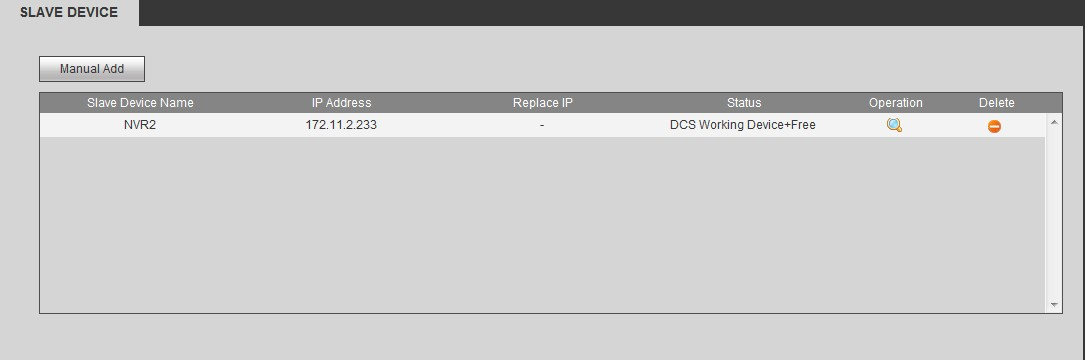 SLAVE DEVICE
Manual Add
Slave Device Name IP Address Replace IP Status Operation Delete
NVR2 172.11.2.233 - DCS Working Device+Free